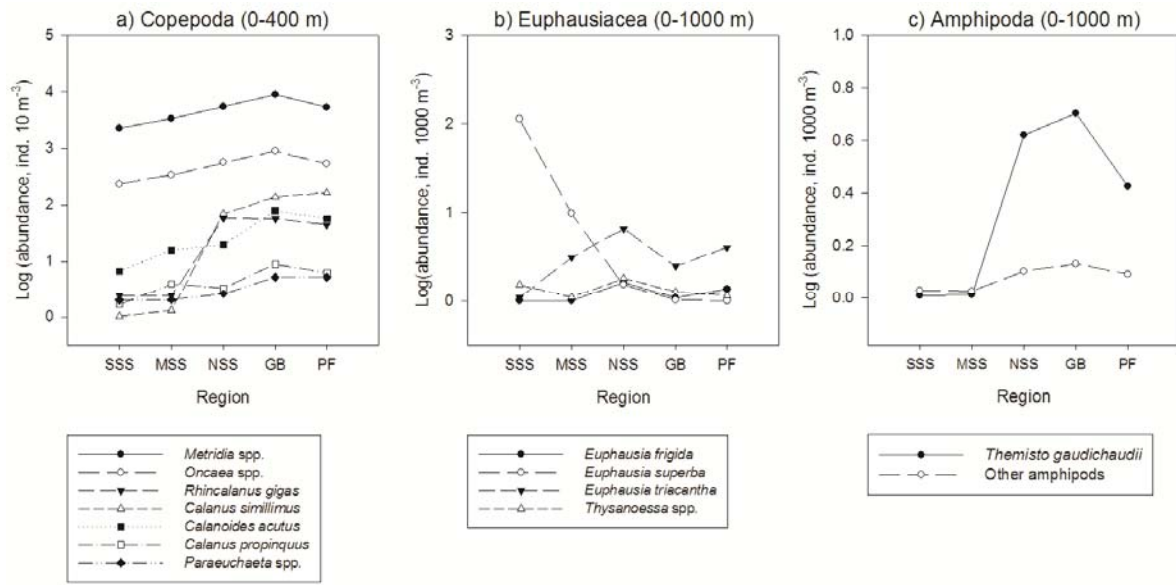 a) Copepoda (0-400 m)
Log (abundance, ind. 10 m⁻³)
5
4
3
2
1
0
SSS MSS NSS GB PF
Region
Metridia spp.
Oncaea spp.
Rhincalanus gigas
Calanus simillimus
Calanoides acutus
Calanus propinquus
Paraeuchaeta spp.
b) Euphausiacea (0-1000 m)
Log(abundance, ind. 1000 m⁻³)
3
2
1
0
SSS MSS NSS GB PF
Region
Euphausia frigida
Euphausia superba
Euphausia triacantha
Thysanoessa spp.
c) Amphipoda (0-1000 m)
Log (abundance, ind. 1000 m⁻³)
1.0
0.8
0.6
0.4
0.2
0.0
SSS MSS NSS GB PF
Region
Themisto gaudichaudii
Other amphipods